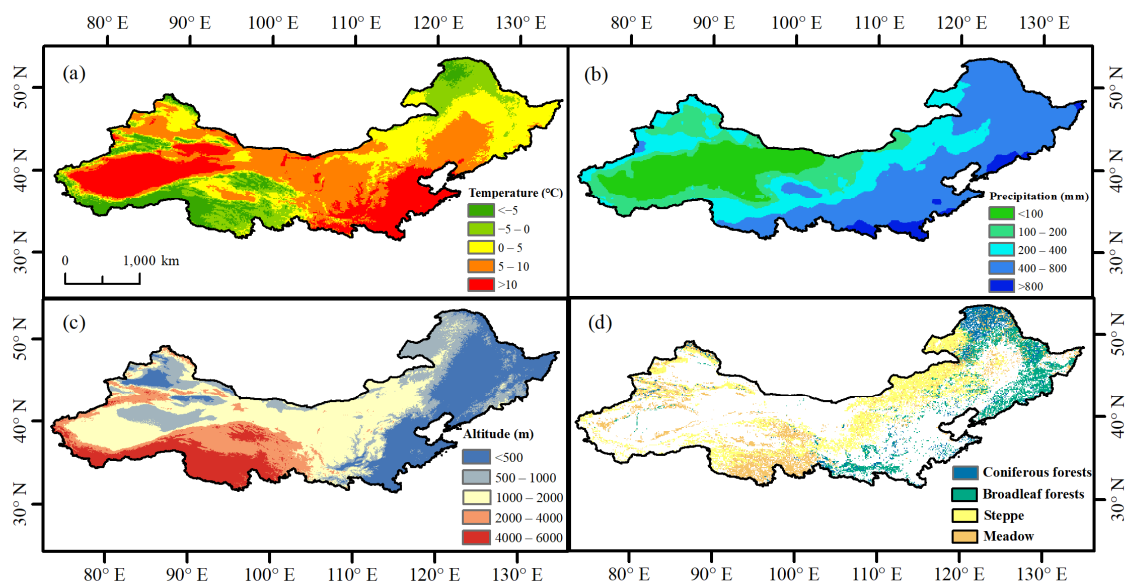 80° E 90° E 100° E 110° E 120° E 130° E 80° E 90° E 100° E 110° E 120° E 130° E
(a)
50° N
40° N
30° N
Temperature (°C)
<−5
−5 – 0
0 – 5
5 – 10
>10
0 1,000 km
(b)
50° N
40° N
30° N
Precipitation (mm)
<100
100 – 200
200 – 400
400 – 800
>800
(c)
50° N
40° N
30° N
Altitude (m)
<500
500 – 1000
1000 – 2000
2000 – 4000
4000 – 6000
(d)
50° N
40° N
30° N
Coniferous forests
Broadleaf forests
Steppe
Meadow
80° E 90° E 100° E 110° E 120° E 130° E 80° E 90° E 100° E 110° E 120° E 130° E